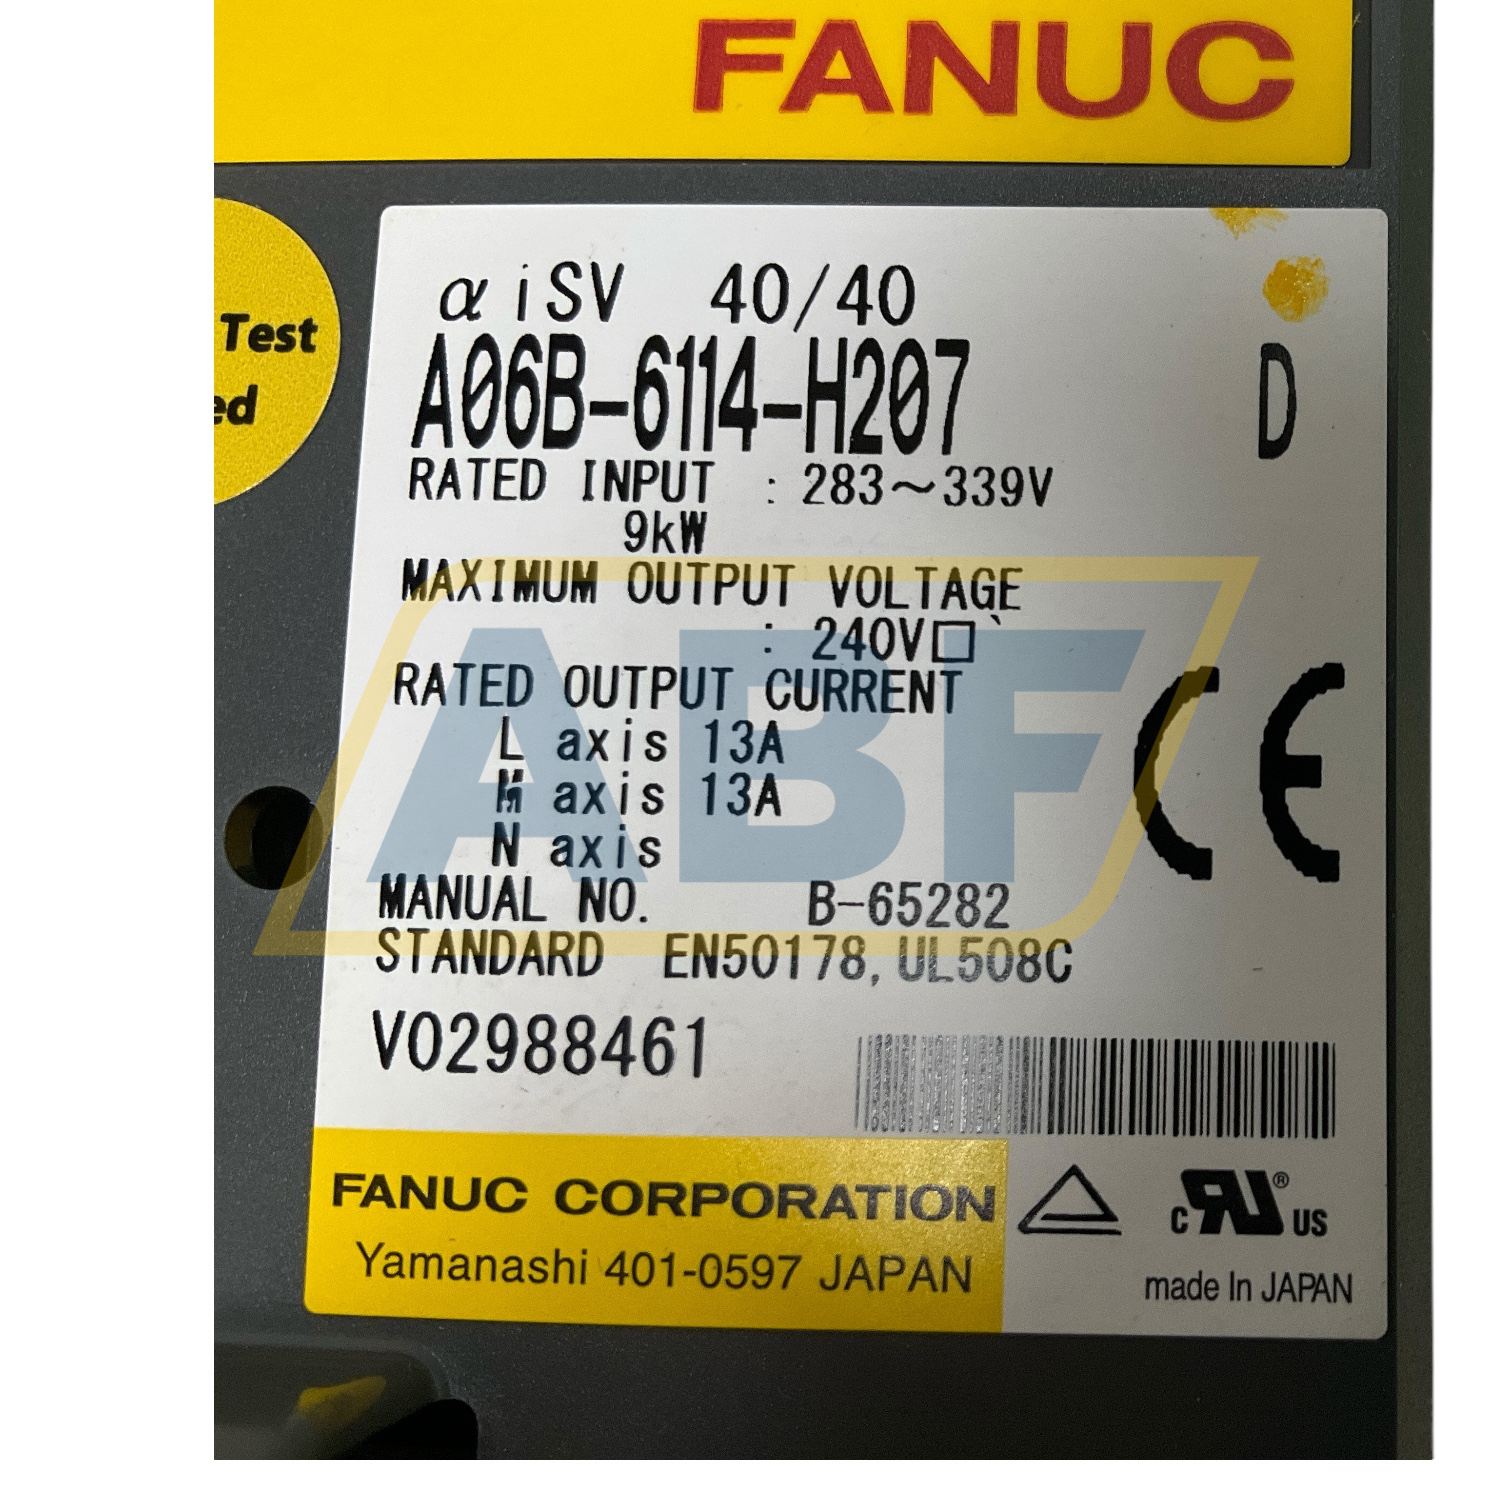 FANUC
Test
ed
αiSV 40/40
A06B-6114-H207 D
RATED INPUT : 283~339V
9kW
MAXIMUM OUTPUT VOLTAGE
: 240V□
RATED OUTPUT CURRENT
L axis 13A
M axis 13A
N axis
MANUAL NO. B-65282
STANDARD EN50178,UL508C
CE
V02988461
FANUC CORPORATION
Yamanashi 401-0597 JAPAN
c RU ® US
made In JAPAN
ABF